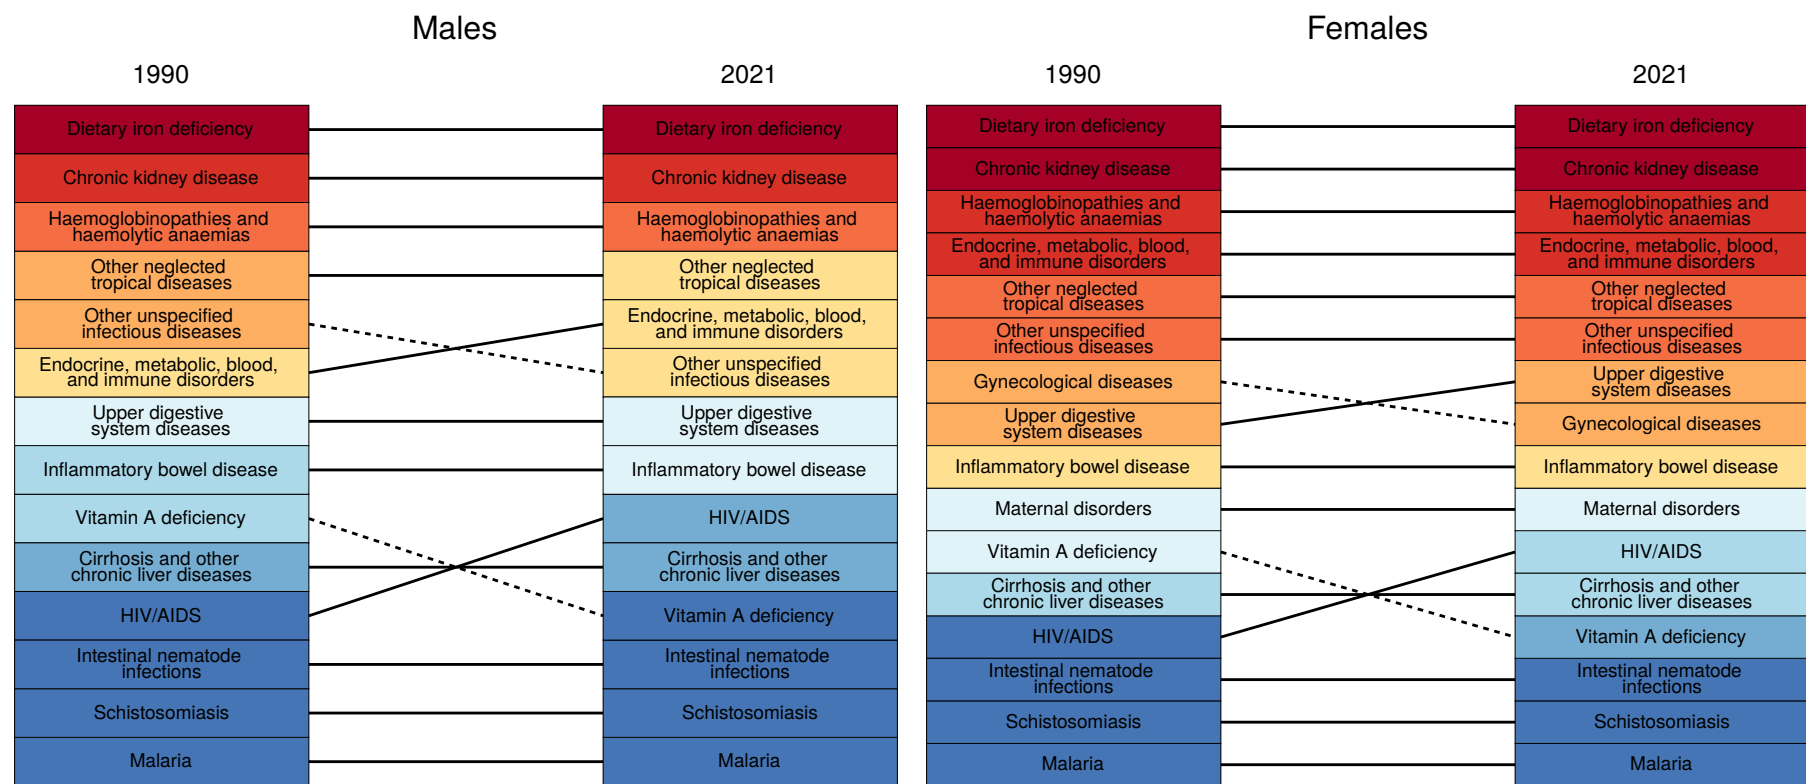 Males
1990
2021
Dietary iron deficiency
Chronic kidney disease
Haemoglobinopathies and
haemolytic anaemias
Other neglected
tropical diseases
Other unspecified
infectious diseases
Endocrine, metabolic, blood,
and immune disorders
Upper digestive
system diseases
Inflammatory bowel disease
Vitamin A deficiency
Cirrhosis and other
chronic liver diseases
HIV/AIDS
Intestinal nematode
infections
Schistosomiasis
Malaria
Dietary iron deficiency
Chronic kidney disease
Haemoglobinopathies and
haemolytic anaemias
Other neglected
tropical diseases
Endocrine, metabolic, blood,
and immune disorders
Other unspecified
infectious diseases
Upper digestive
system diseases
Inflammatory bowel disease
HIV/AIDS
Cirrhosis and other
chronic liver diseases
Vitamin A deficiency
Intestinal nematode
infections
Schistosomiasis
Malaria
Females
1990
2021
Dietary iron deficiency
Chronic kidney disease
Haemoglobinopathies and
haemolytic anaemias
Endocrine, metabolic, blood,
and immune disorders
Other neglected
tropical diseases
Other unspecified
infectious diseases
Gynecological diseases
Upper digestive
system diseases
Inflammatory bowel disease
Maternal disorders
Vitamin A deficiency
Cirrhosis and other
chronic liver diseases
HIV/AIDS
Intestinal nematode
infections
Schistosomiasis
Malaria
Dietary iron deficiency
Chronic kidney disease
Haemoglobinopathies and
haemolytic anaemias
Endocrine, metabolic, blood,
and immune disorders
Other neglected
tropical diseases
Other unspecified
infectious diseases
Upper digestive
system diseases
Gynecological diseases
Inflammatory bowel disease
Maternal disorders
HIV/AIDS
Cirrhosis and other
chronic liver diseases
Vitamin A deficiency
Intestinal nematode
infections
Schistosomiasis
Malaria